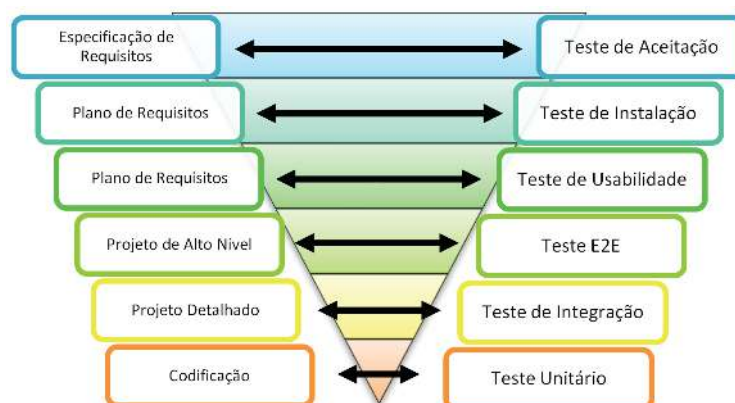 Especificação de
Requisitos
Teste de Aceitação
Plano de Requisitos
Teste de Instalação
Plano de Requisitos
Teste de Usabilidade
Projeto de Alto Nivel
Teste E2E
Projeto Detalhado
Teste de Integração
Codificação
Teste Unitário